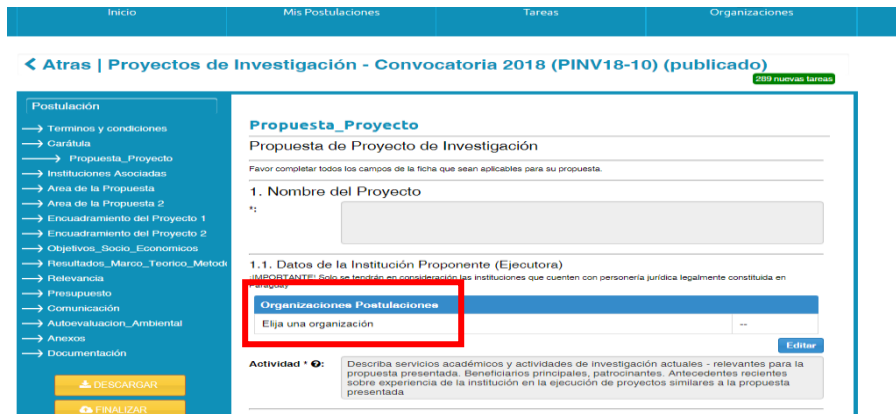 Inicio
Mis Postulaciones
Tareas
Organizaciones
Atras | Proyectos de Investigación - Convocatoria 2018 (PINV18-10) (publicado)
289 nuevas tareas
Postulación
Terminos y condiciones
Carátula
Propuesta_Proyecto
Instituciones Asociadas
Area de la Propuesta
Area de la Propuesta 2
Encuadramiento del Proyecto 1
Encuadramiento del Proyecto 2
Objetivos_Socio_Economicos
Resultados_Marco_Teorico_Metod
Relevancia
Presupuesto
Comunicación
Autoevaluacion_Ambiental
Anexos
Documentación
DESCARGAR
FINALIZAR
Propuesta_Proyecto
Propuesta de Proyecto de Investigación
Favor completar todos los campos de la ficha que sean aplicables para su propuesta.
1. Nombre del Proyecto
*:
1.1. Datos de la Institución Proponente (Ejecutora)
¡IMPORTANTE! Solo se tendrán en consideración las instituciones que cuenten con personería jurídica legalmente constituida en
Paraguay
Organizaciones Postulaciones
Elija una organización --
Editar
Actividad * :
Describa servicios académicos y actividades de investigación actuales - relevantes para la
propuesta presentada. Beneficiarios principales, patrocinantes. Antecedentes recientes
sobre experiencia de la institución en la ejecución de proyectos similares a la propuesta
presentada